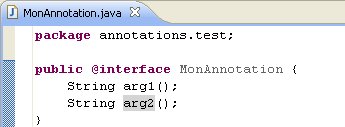 MonAnnotation.java
package annotations.test;
public @interface MonAnnotation {
String arg1();
String arg2();
}